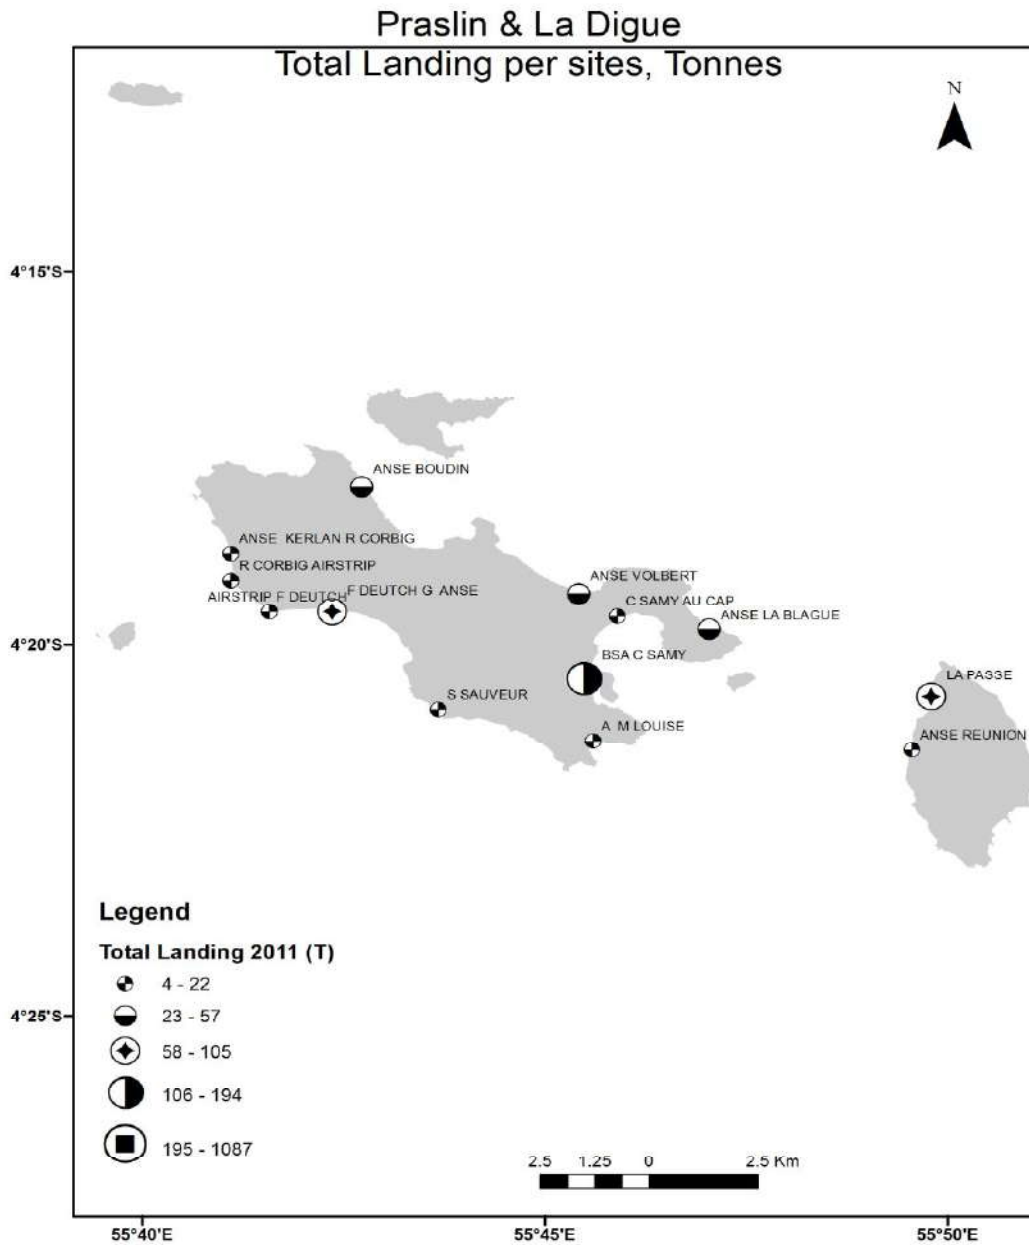 Praslin & La Digue
Total Landing per sites, Tonnes
N
4°15'S
ANSE BOUDIN
ANSE KERLAN R CORBIG
R CORBIG AIRSTRIP
AIRSTRIP F DEUTCH
F DEUTCH G ANSE
ANSE VOLBERT
C SAMY AU CAP
ANSE LA BLAGUE
4°20'S
BSA C SAMY
LA PASSE
S SAUVEUR
A M LOUISE
ANSE REUNION
Legend
Total Landing 2011 (T)
4 - 22
23 - 57
58 - 105
106 - 194
195 - 1087
4°25'S
2.5 1.25 0 2.5 Km
55°40'E 55°45'E 55°50'E